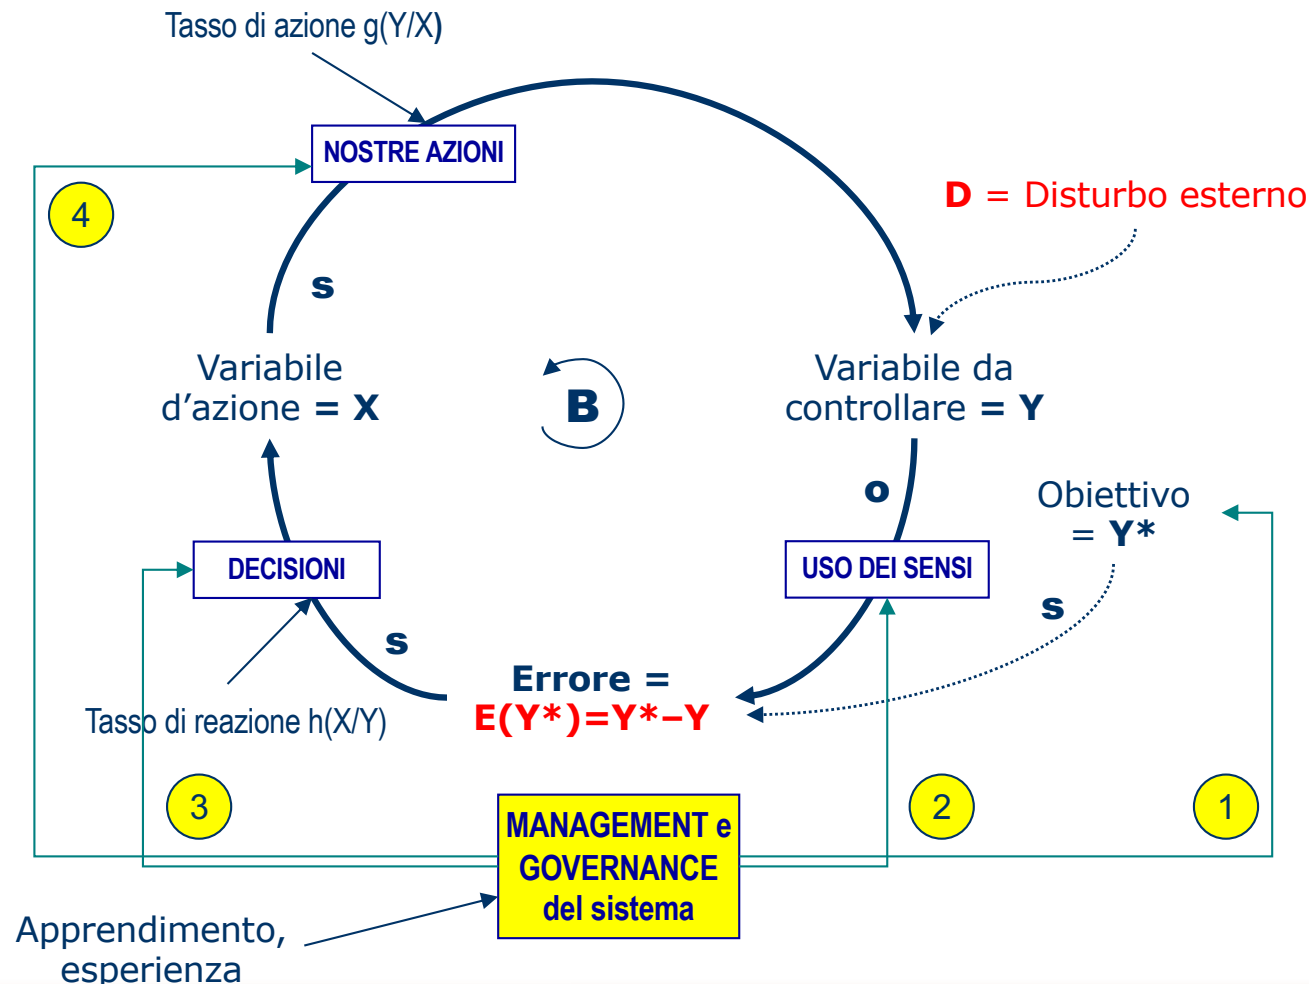 Tasso di azione g(Y/X)
NOSTRE AZIONI
4
D = Disturbo esterno
s
Variabile
d’azione = X
B
Variabile da
controllare = Y
o
Obiettivo
= Y*
DECISIONI
USO DEI SENSI
s
s
Errore =
E(Y*)=Y*–Y
Tasso di reazione h(X/Y)
3
MANAGEMENT e
GOVERNANCE
del sistema
2
1
Apprendimento,
esperienza